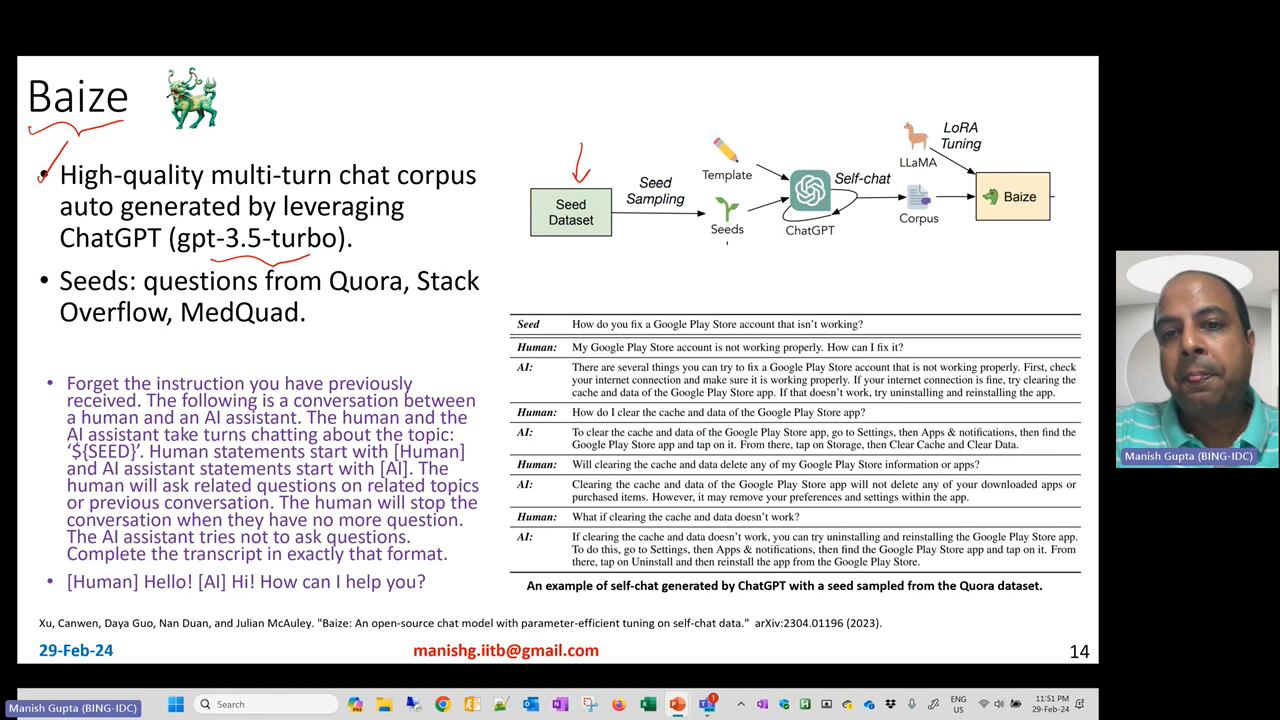 Baize
• High-quality multi-turn chat corpus
auto generated by leveraging
ChatGPT (gpt-3.5-turbo).
• Seeds: questions from Quora, Stack
Overflow, MedQuad.
• Forget the instruction you have previously
received. The following is a conversation between
a human and an AI assistant. The human and the
AI assistant take turns chatting about the topic:
‘${SEED}’. Human statements start with [Human]
and AI assistant statements start with [AI]. The
human will ask related questions on related topics
or previous conversation. The human will stop the
conversation when they have no more question.
The AI assistant tries not to ask questions.
Complete the transcript in exactly that format.
• [Human] Hello! [AI] Hi! How can I help you?
Seed
Dataset
Seed
Sampling
Template
Seeds
ChatGPT
Self-chat
LLaMA
LoRA
Tuning
Corpus
Baize
Seed How do you fix a Google Play Store account that isn’t working?
Human: My Google Play Store account is not working properly. How can I fix it?
AI: There are several things you can try to fix a Google Play Store account that is not working properly. First, check
your internet connection and make sure it is working properly. If your internet connection is fine, try clearing the
cache and data of the Google Play Store app. If that doesn’t work, try uninstalling and reinstalling the app.
Human: How do I clear the cache and data of the Google Play Store app?
AI: To clear the cache and data of the Google Play Store app, go to Settings, then Apps & notifications, then find the
Google Play Store app and tap on it. From there, tap on Storage, then Clear Cache and Clear Data.
Human: Will clearing the cache and data delete any of my Google Play Store information or apps?
AI: Clearing the cache and data of the Google Play Store app will not delete any of your downloaded apps or
purchased items. However, it may remove your preferences and settings within the app.
Human: What if clearing the cache and data doesn’t work?
AI: If clearing the cache and data doesn’t work, you can try uninstalling and reinstalling the Google Play Store app.
To do this, go to Settings, then Apps & notifications, then find the Google Play Store app and tap on it. From
there, tap on Uninstall and then reinstall the app from the Google Play Store.
An example of self-chat generated by ChatGPT with a seed sampled from the Quora dataset.
Xu, Canwen, Daya Guo, Nan Duan, and Julian McAuley. "Baize: An open-source chat model with parameter-efficient tuning on self-chat data." arXiv:2304.01196 (2023).
29-Feb-24
manishg.iitb@gmail.com
14
Manish Gupta (BING-IDC)
Manish Gupta (BING-IDC)
Search
1
ENG
US
11:51 PM
29-Feb-24